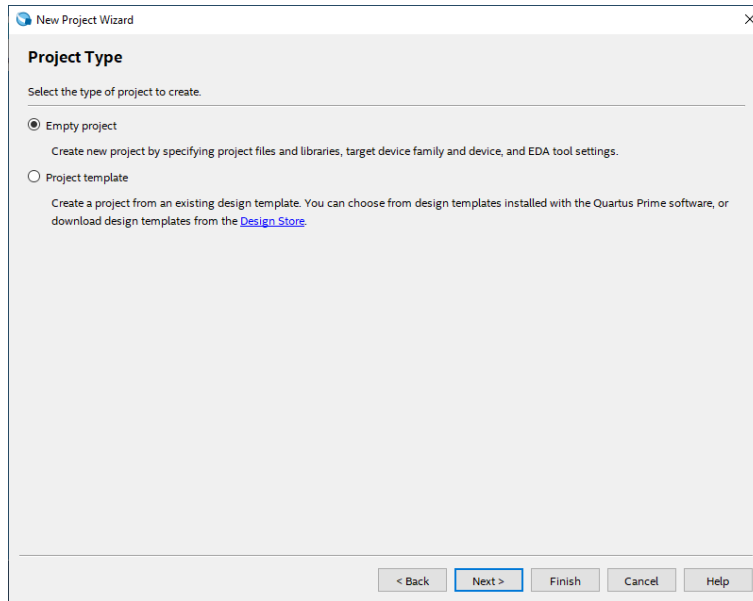 New Project Wizard
Project Type
Select the type of project to create.
Empty project
Create new project by specifying project files and libraries, target device family and device, and EDA tool settings.
Project template
Create a project from an existing design template. You can choose from design templates installed with the Quartus Prime software, or
download design templates from the Design Store.
< Back Next > Finish Cancel Help